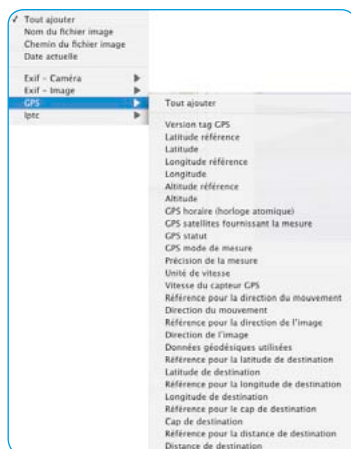 ✓ Tout ajouter
Nom du fichier image
Chemin du fichier image
Date actuelle
Exif - Caméra
Exif - Image
GPS
Iptc
Tout ajouter
Version tag GPS
Latitude référence
Latitude
Longitude référence
Longitude
Altitude référence
Altitude
GPS horaire (horloge atomique)
GPS satellites fournissant la mesure
GPS statut
GPS mode de mesure
Précision de la mesure
Unité de vitesse
Vitesse du capteur GPS
Référence pour la direction du mouvement
Direction du mouvement
Référence pour la direction de l'image
Direction de l'image
Données géodésiques utilisées
Référence pour la latitude de destination
Latitude de destination
Référence pour la longitude de destination
Longitude de destination
Référence pour le cap de destination
Cap de destination
Référence pour la distance de destination
Distance de destination